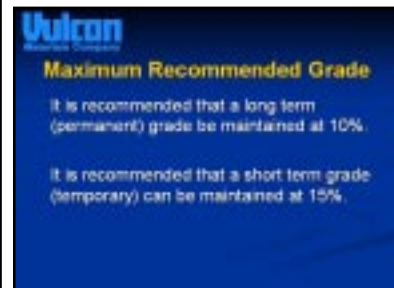 Vulcan
Materials Company
Maximum Recommended Grade
It is recommended that a long term
(permanent) grade be maintained at 10%.
It is recommended that a short term grade
(temporary) can be maintained at 15%.